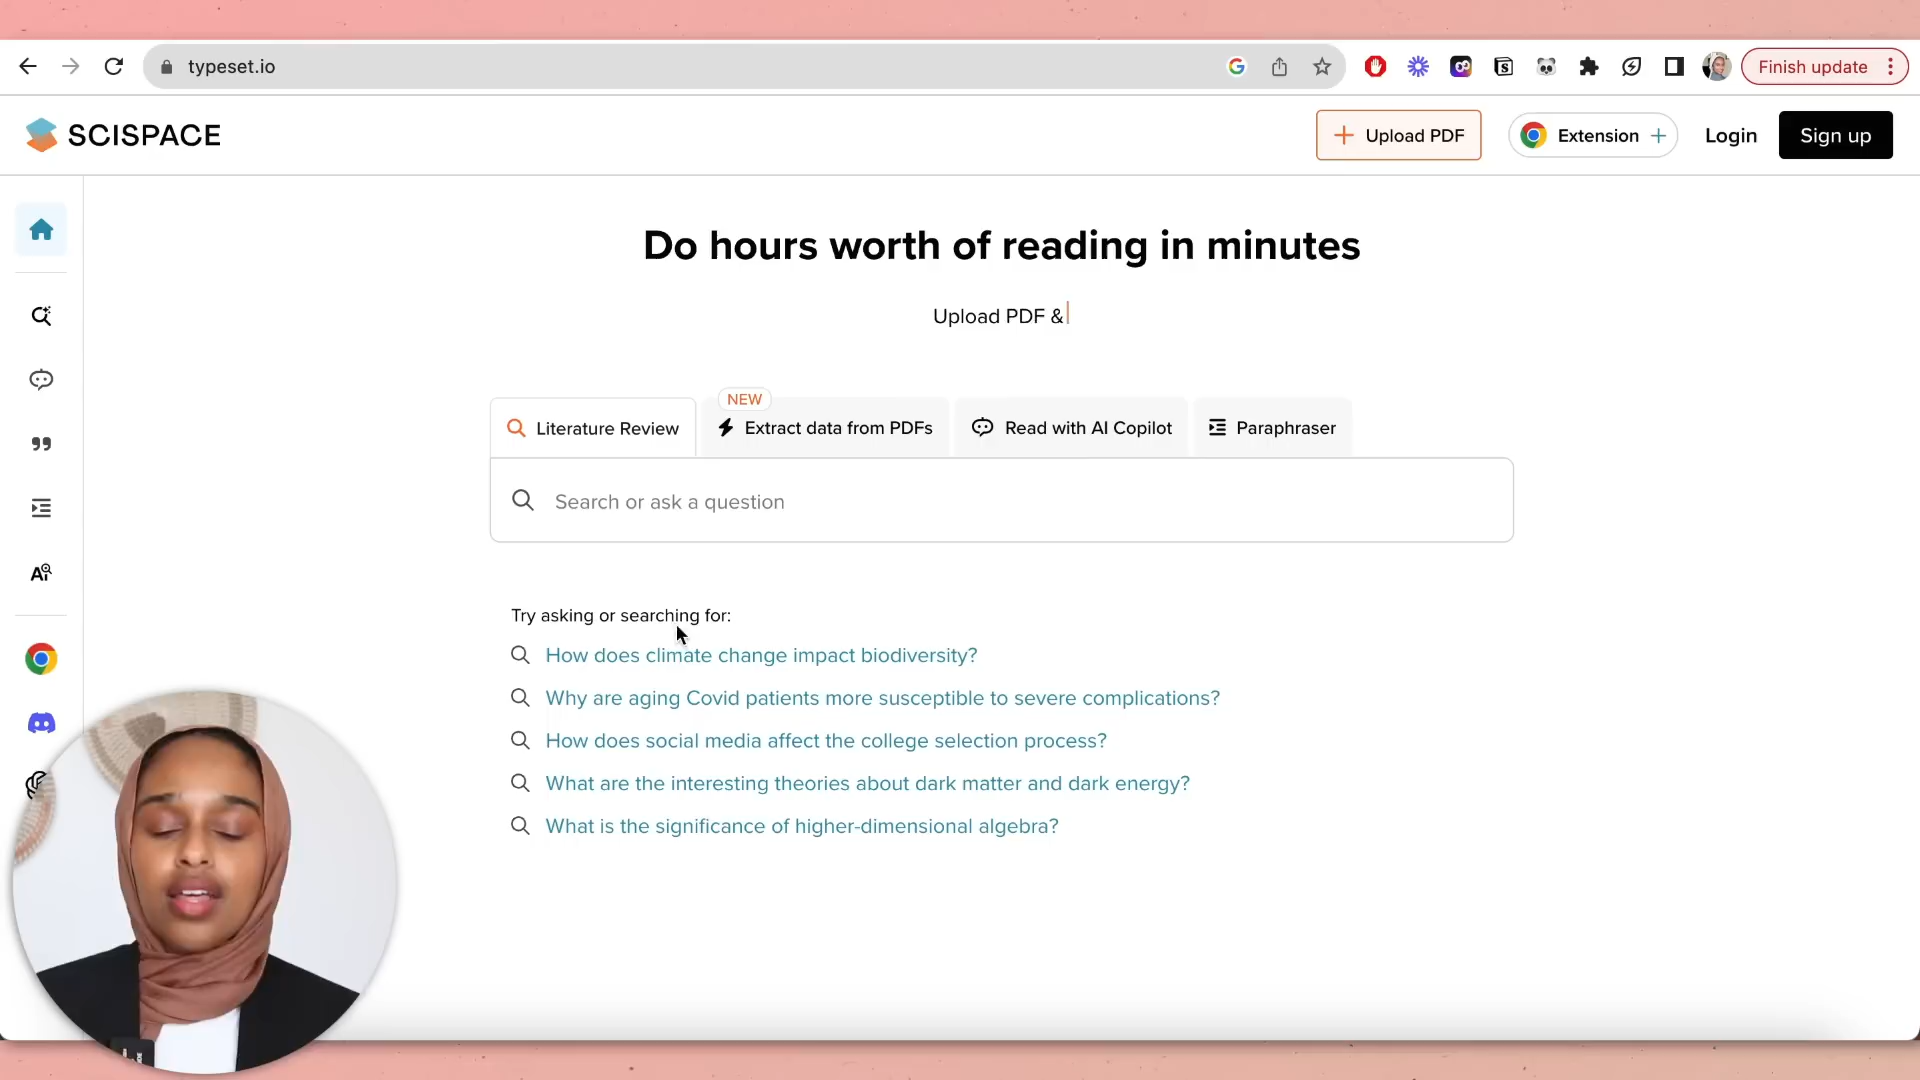 typeset.io
Finish update
SCISPACE
Upload PDF
Extension
Login
Sign up
Do hours worth of reading in minutes
Upload PDF &
NEW
Literature Review
Extract data from PDFs
Read with AI Copilot
Paraphraser
Search or ask a question
Try asking or searching for:
How does climate change impact biodiversity?
Why are aging Covid patients more susceptible to severe complications?
How does social media affect the college selection process?
What are the interesting theories about dark matter and dark energy?
What is the significance of higher-dimensional algebra?